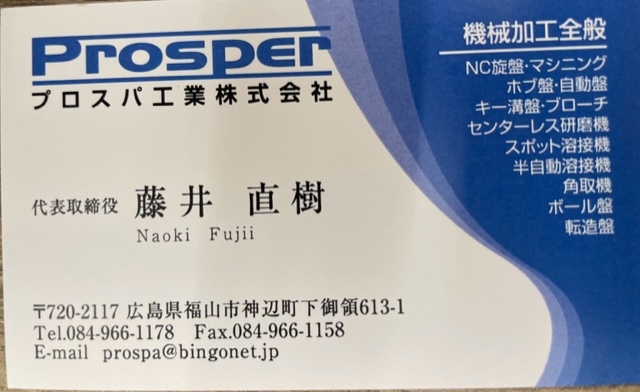 Prosper
プロスパ工業株式会社
代表取締役 藤井 直樹
Naoki Fujii
〒720-2117 広島県福山市神辺町下御領613-1
Tel.084-966-1178 Fax.084-966-1158
E-mail prospa@bingonet.jp
機械加工全般
NC旋盤・マシニング
ホブ盤・自動盤
キー溝盤・ブローチ
センターレス研磨機
スポット溶接機
半自動溶接機
角取機
ボール盤
転造盤